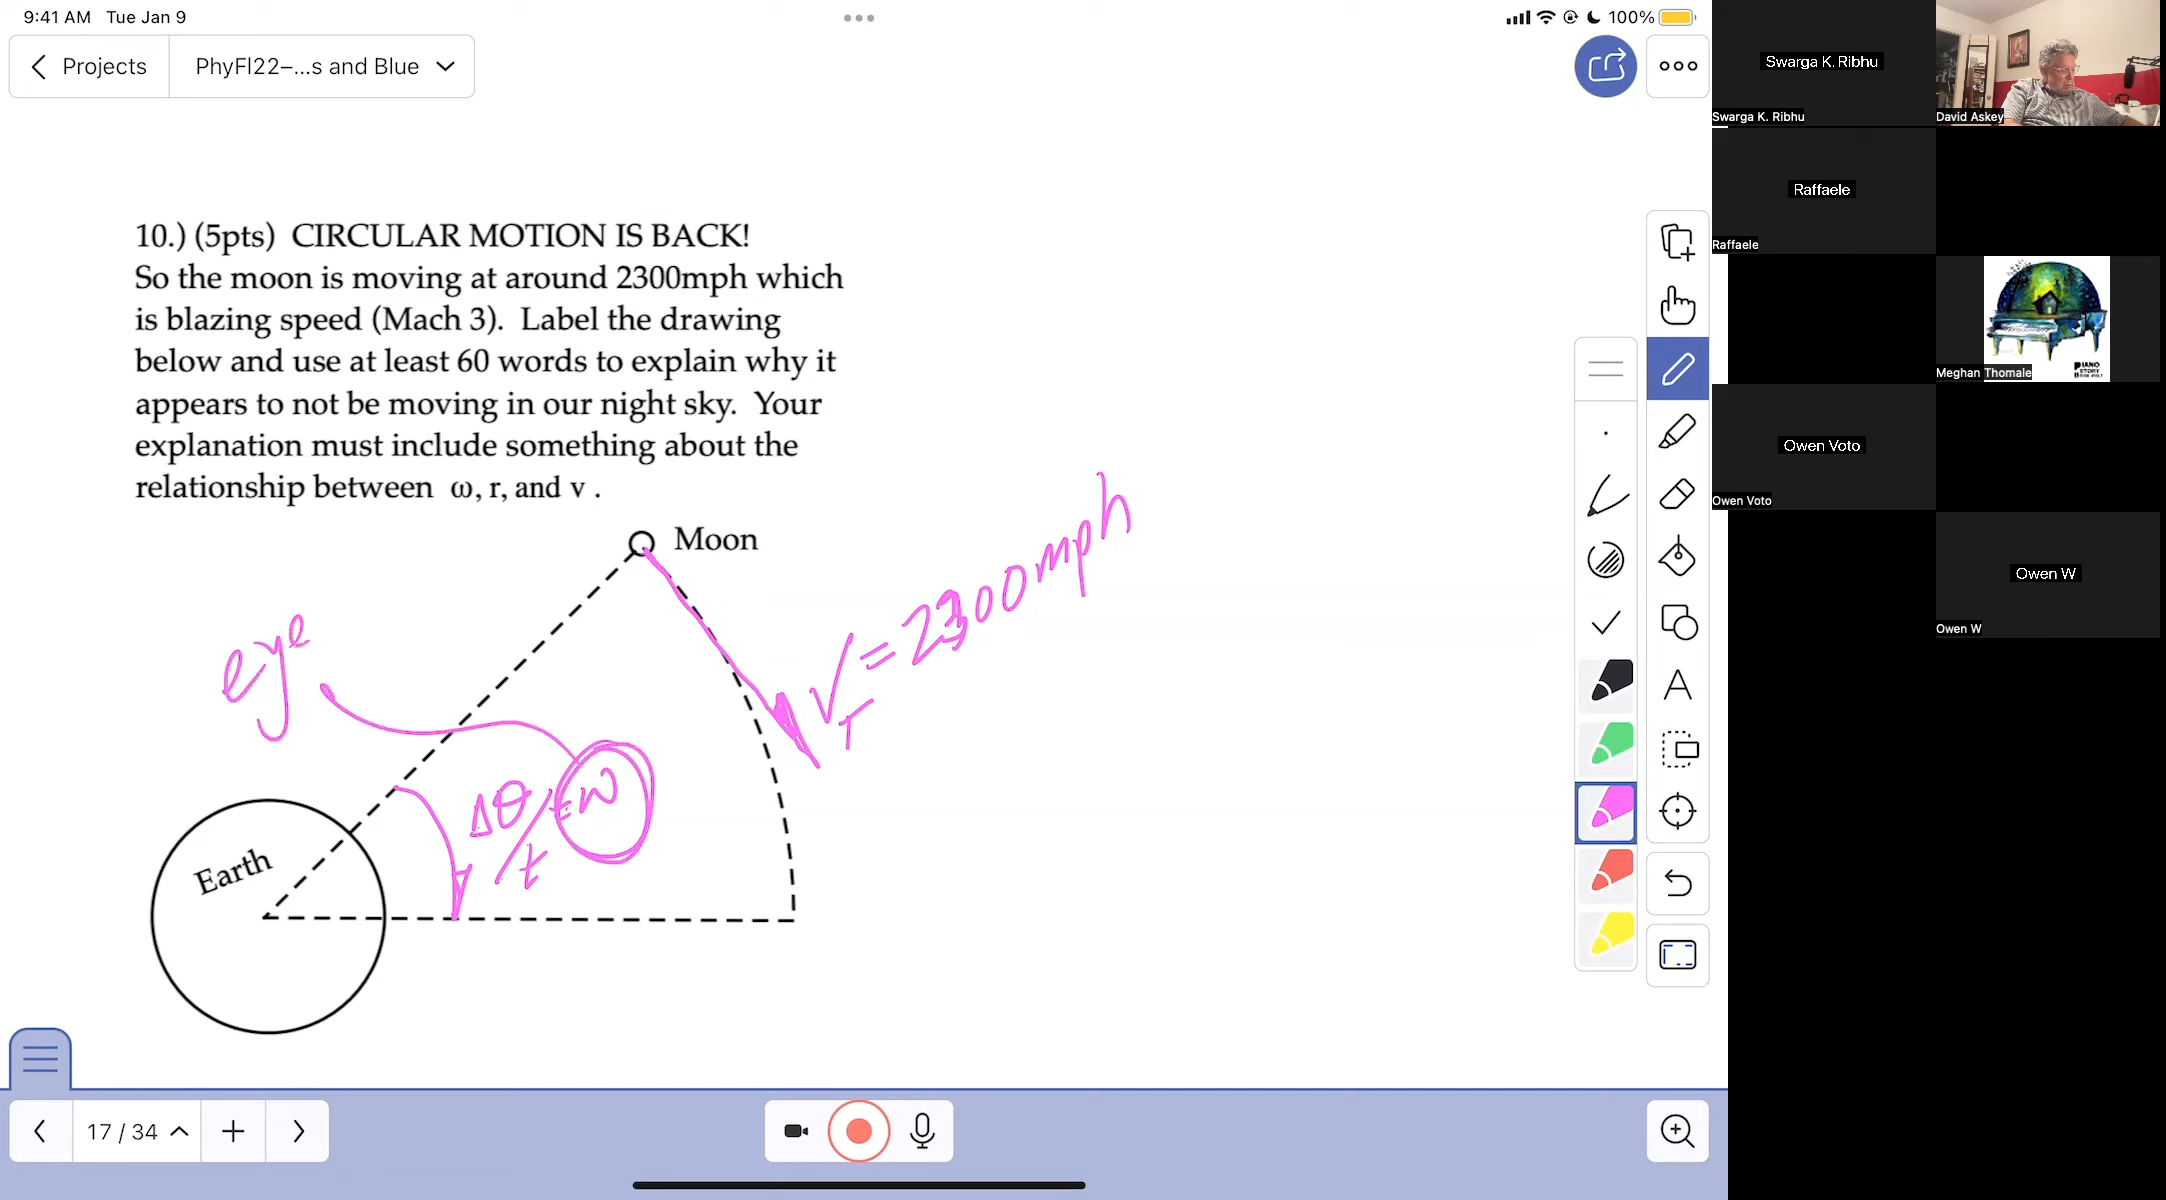 9:41 AM Tue Jan 9
100%
Projects
PhyFl22–...s and Blue
10.) (5pts) CIRCULAR MOTION IS BACK!
So the moon is moving at around 2300mph which
is blazing speed (Mach 3). Label the drawing
below and use at least 60 words to explain why it
appears to not be moving in our night sky. Your
explanation must include something about the
relationship between ω, r, and v .
Moon
V_T = 2300mph
eye
Δθ/t = ω
Earth
17 / 34
Swarga K. Ribhu
Swarga K. Ribhu
David Askey
Raffaele
Raffaele
PIANO
STORY
Meghan Thomale
Owen Voto
Owen Voto
Owen W
Owen W
A